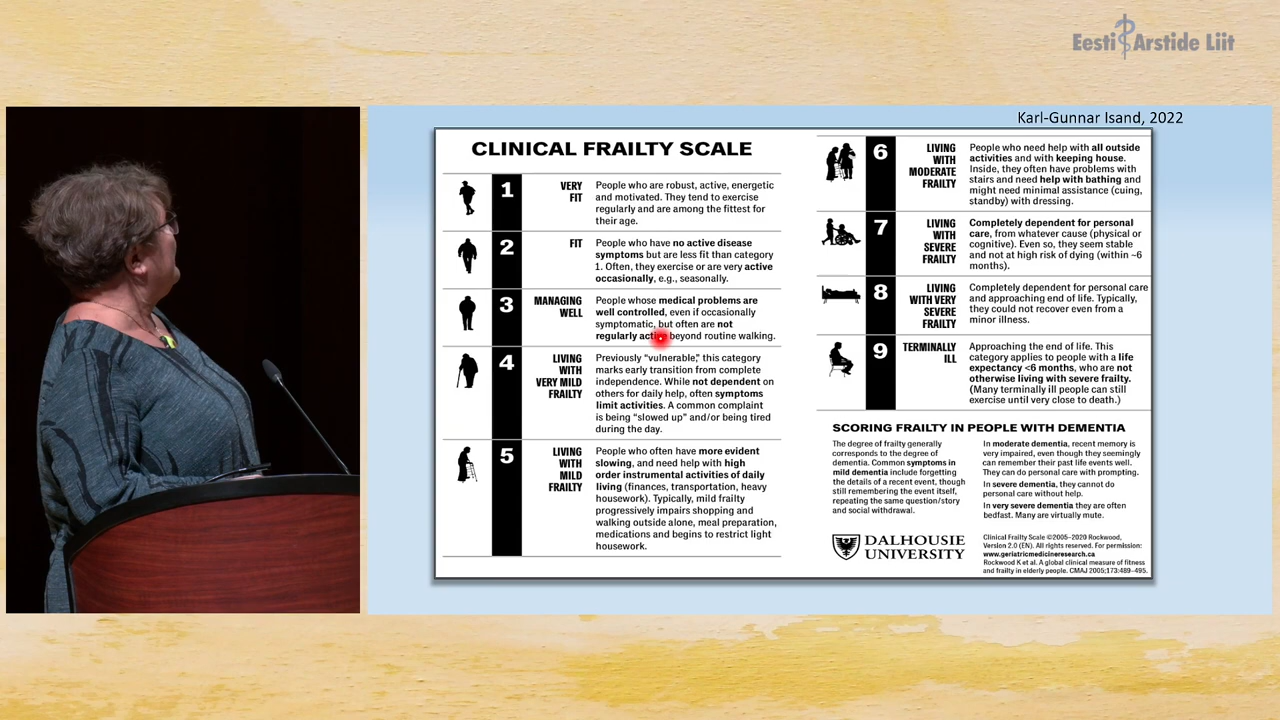 Eesti Arstide Liit
Karl-Gunnar Isand, 2022
CLINICAL FRAILTY SCALE
1
VERY
FIT
People who are robust, active, energetic
and motivated. They tend to exercise
regularly and are among the fittest for
their age.
2
FIT
People who have no active disease
symptoms but are less fit than category
1. Often, they exercise or are very active
occasionally, e.g., seasonally.
3
MANAGING
WELL
People whose medical problems are
well controlled, even if occasionally
symptomatic, but often are not
regularly active beyond routine walking.
4
LIVING
WITH
VERY MILD
FRAILTY
Previously “vulnerable,” this category
marks early transition from complete
independence. While not dependent on
others for daily help, often symptoms
limit activities. A common complaint
is being “slowed up” and/or being tired
during the day.
5
LIVING
WITH
MILD
FRAILTY
People who often have more evident
slowing, and need help with high
order instrumental activities of daily
living (finances, transportation, heavy
housework). Typically, mild frailty
progressively impairs shopping and
walking outside alone, meal preparation,
medications and begins to restrict light
housework.
6
LIVING
WITH
MODERATE
FRAILTY
People who need help with all outside
activities and with keeping house.
Inside, they often have problems with
stairs and need help with bathing and
might need minimal assistance (cuing,
standby) with dressing.
7
LIVING
WITH
SEVERE
FRAILTY
Completely dependent for personal
care, from whatever cause (physical or
cognitive). Even so, they seem stable
and not at high risk of dying (within ~6
months).
8
LIVING
WITH VERY
SEVERE
FRAILTY
Completely dependent for personal care
and approaching end of life. Typically,
they could not recover even from a
minor illness.
9
TERMINALLY
ILL
Approaching the end of life. This
category applies to people with a life
expectancy <6 months, who are not
otherwise living with severe frailty.
(Many terminally ill people can still
exercise until very close to death.)
SCORING FRAILTY IN PEOPLE WITH DEMENTIA
The degree of frailty generally
corresponds to the degree of
dementia. Common symptoms in
mild dementia include forgetting
the details of a recent event, though
still remembering the event itself,
repeating the same question/story
and social withdrawal.
In moderate dementia, recent memory is
very impaired, even though they seemingly
can remember their past life events well.
They can do personal care with prompting.
In severe dementia, they cannot do
personal care without help.
In very severe dementia they are often
bedfast. Many are virtually mute.
DALHOUSIE
UNIVERSITY
Clinical Frailty Scale ©2005–2020 Rockwood,
Version 2.0 (EN). All rights reserved. For permission:
www.geriatricmedicineresearch.ca
Rockwood K et al. A global clinical measure of fitness
and frailty in elderly people. CMAJ 2005;173:489–495.